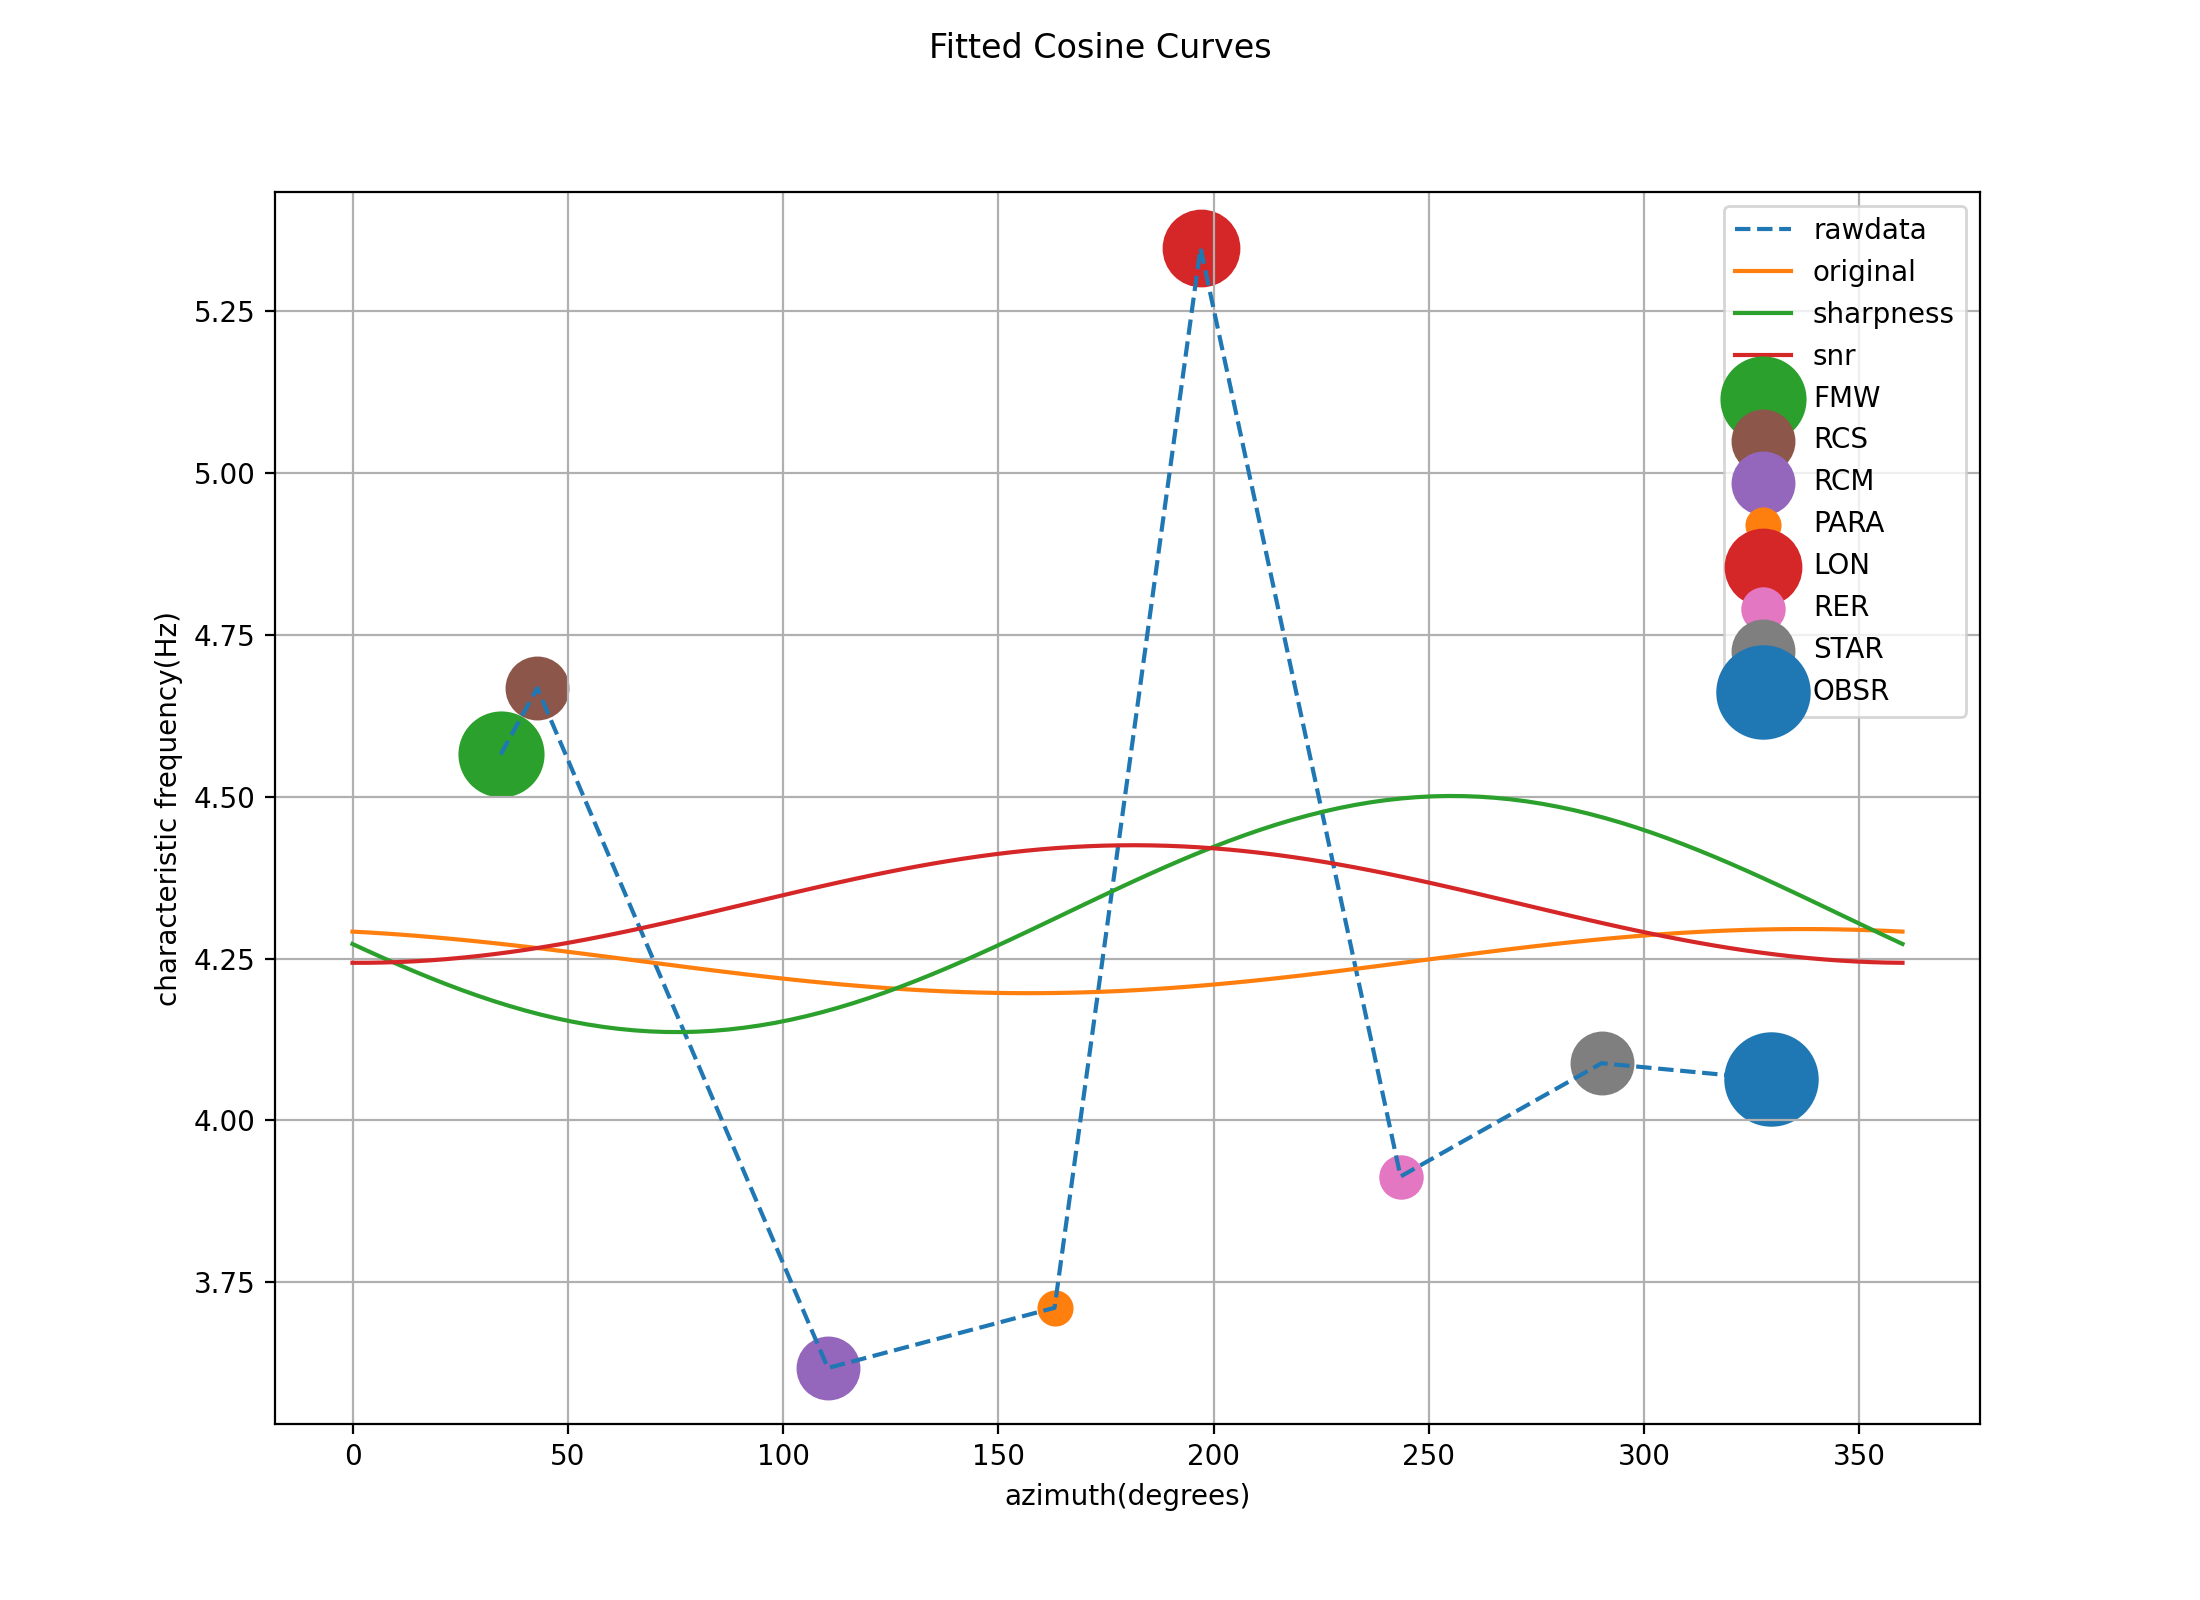 Fitted Cosine Curves
rawdata
original
sharpness
snr
FMW
RCS
RCM
PARA
LON
RER
STAR
OBSR
characteristic frequency(Hz)
5.25
5.00
4.75
4.50
4.25
4.00
3.75
0 50 100 150 200 250 300 350
azimuth(degrees)